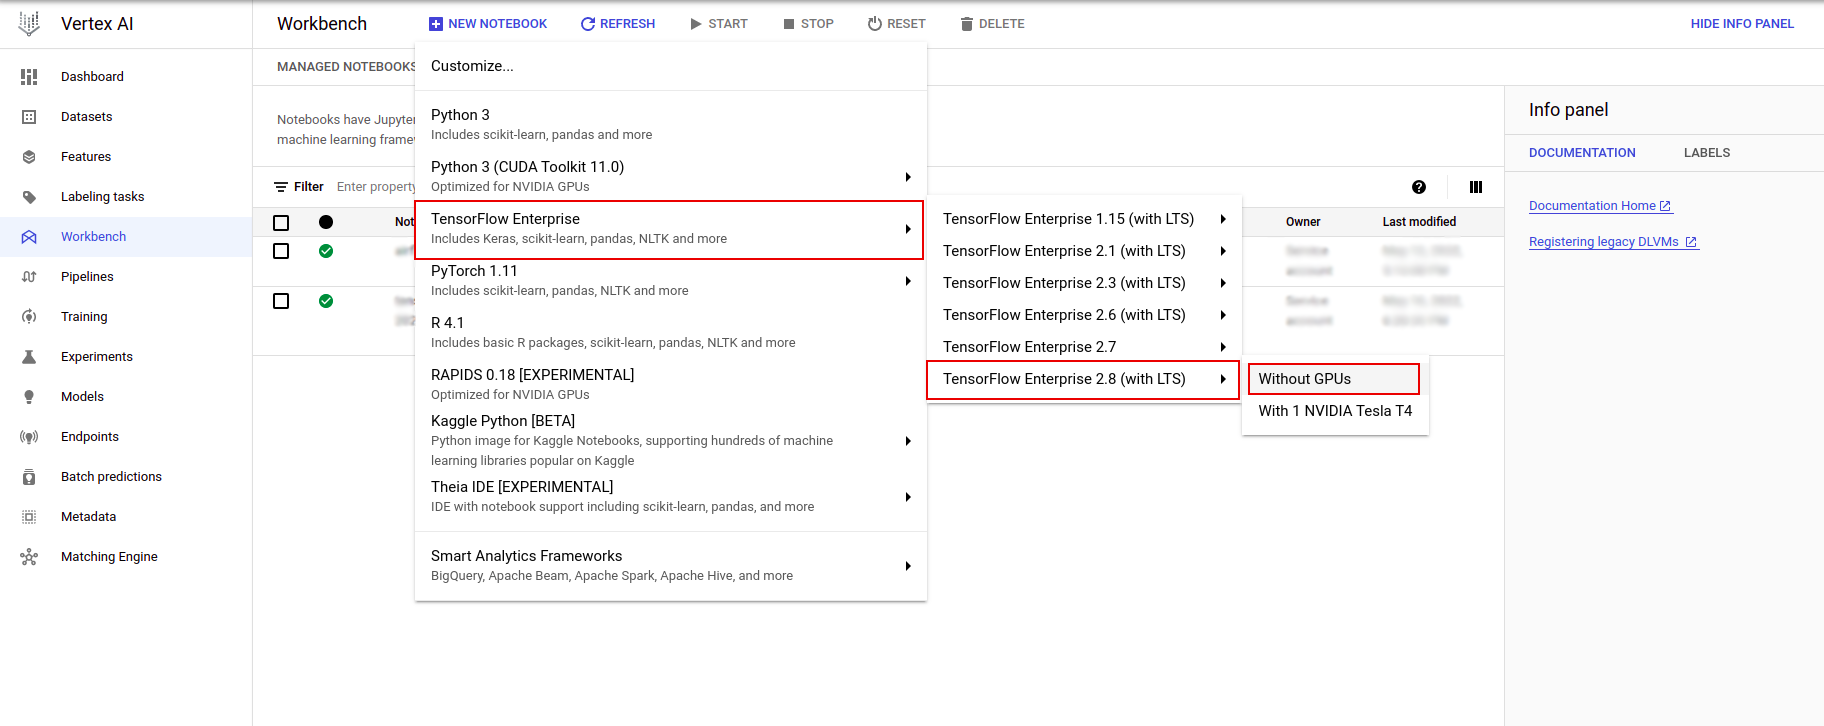 Vertex AI
Workbench
NEW NOTEBOOK
REFRESH
START
STOP
RESET
DELETE
HIDE INFO PANEL
Dashboard
Datasets
Features
Labeling tasks
Workbench
Pipelines
Training
Experiments
Models
Endpoints
Batch predictions
Metadata
Matching Engine
MANAGED NOTEBOOKS
Notebooks have Jupyter
machine learning
Filter
Enter property
Customize...
Python 3
Includes scikit-learn, pandas and more
Python 3 (CUDA Toolkit 11.0)
Optimized for NVIDIA GPUs
TensorFlow Enterprise
Includes Keras, scikit-learn, pandas, NLTK and more
PyTorch 1.11
Includes scikit-learn, pandas, NLTK and more
R 4.1
Includes basic R packages, scikit-learn, pandas, NLTK and more
RAPIDS 0.18 [EXPERIMENTAL]
Optimized for NVIDIA GPUs
Kaggle Python [BETA]
Python image for Kaggle Notebooks, supporting hundreds of machine
learning libraries popular on Kaggle
Theia IDE [EXPERIMENTAL]
IDE with notebook support including scikit-learn, pandas, and more
Smart Analytics Frameworks
BigQuery, Apache Beam, Apache Spark, Apache Hive, and more
TensorFlow Enterprise 1.15 (with LTS)
TensorFlow Enterprise 2.1 (with LTS)
TensorFlow Enterprise 2.3 (with LTS)
TensorFlow Enterprise 2.6 (with LTS)
TensorFlow Enterprise 2.7
TensorFlow Enterprise 2.8 (with LTS)
Without GPUs
With 1 NVIDIA Tesla T4
Owner
Last modified
Info panel
DOCUMENTATION
LABELS
Documentation Home
Registering legacy DLVMs